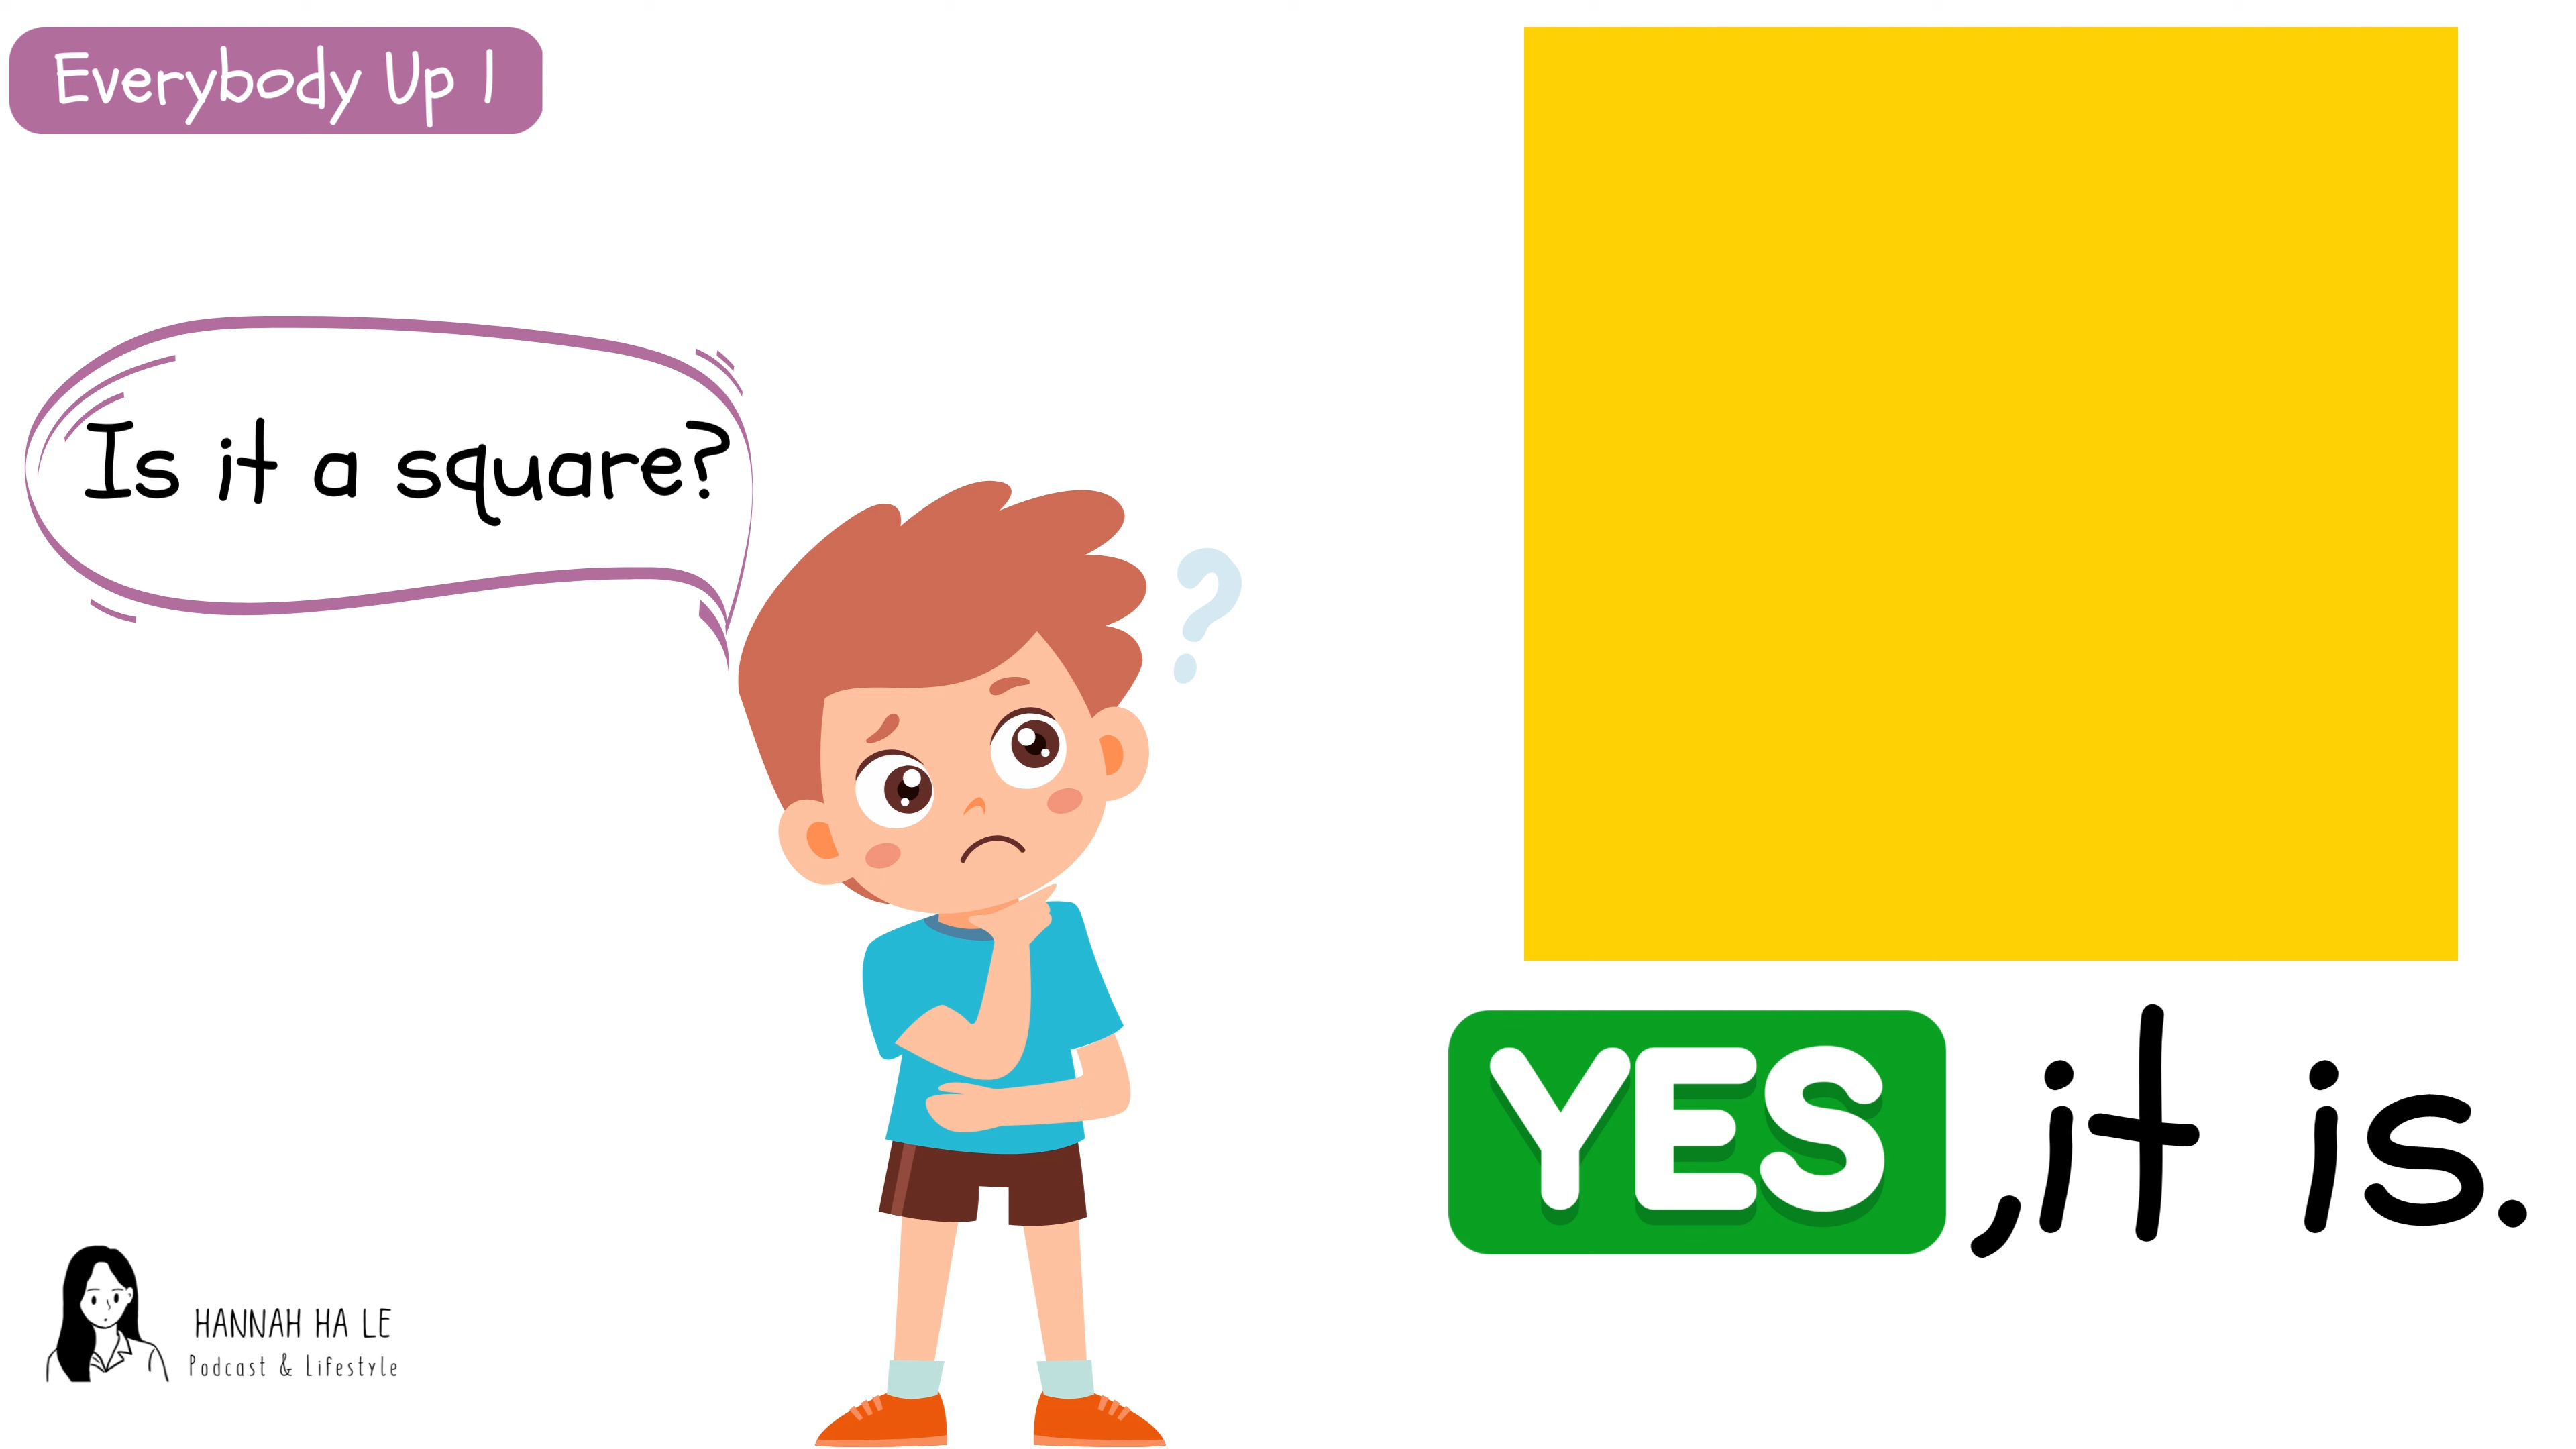 Everybody Up 1
Is it a square?
?
YES, it is.
HANNAH HA LE
Podcast & Lifestyle